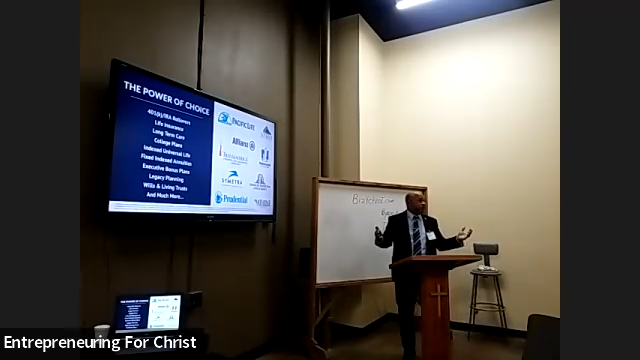 THE POWER OF CHOICE
401(k)/IRA Rollovers
Life Insurance
Long Term Care
College Plans
Indexed Universal Life
Fixed Indexed Annuities
Executive Bonus Plans
Legacy Planning
Wills & Living Trusts
And Much More...
PACIFIC LIFE
Allianz
SYMETRA
Prudential
Entrepreneuring For Christ